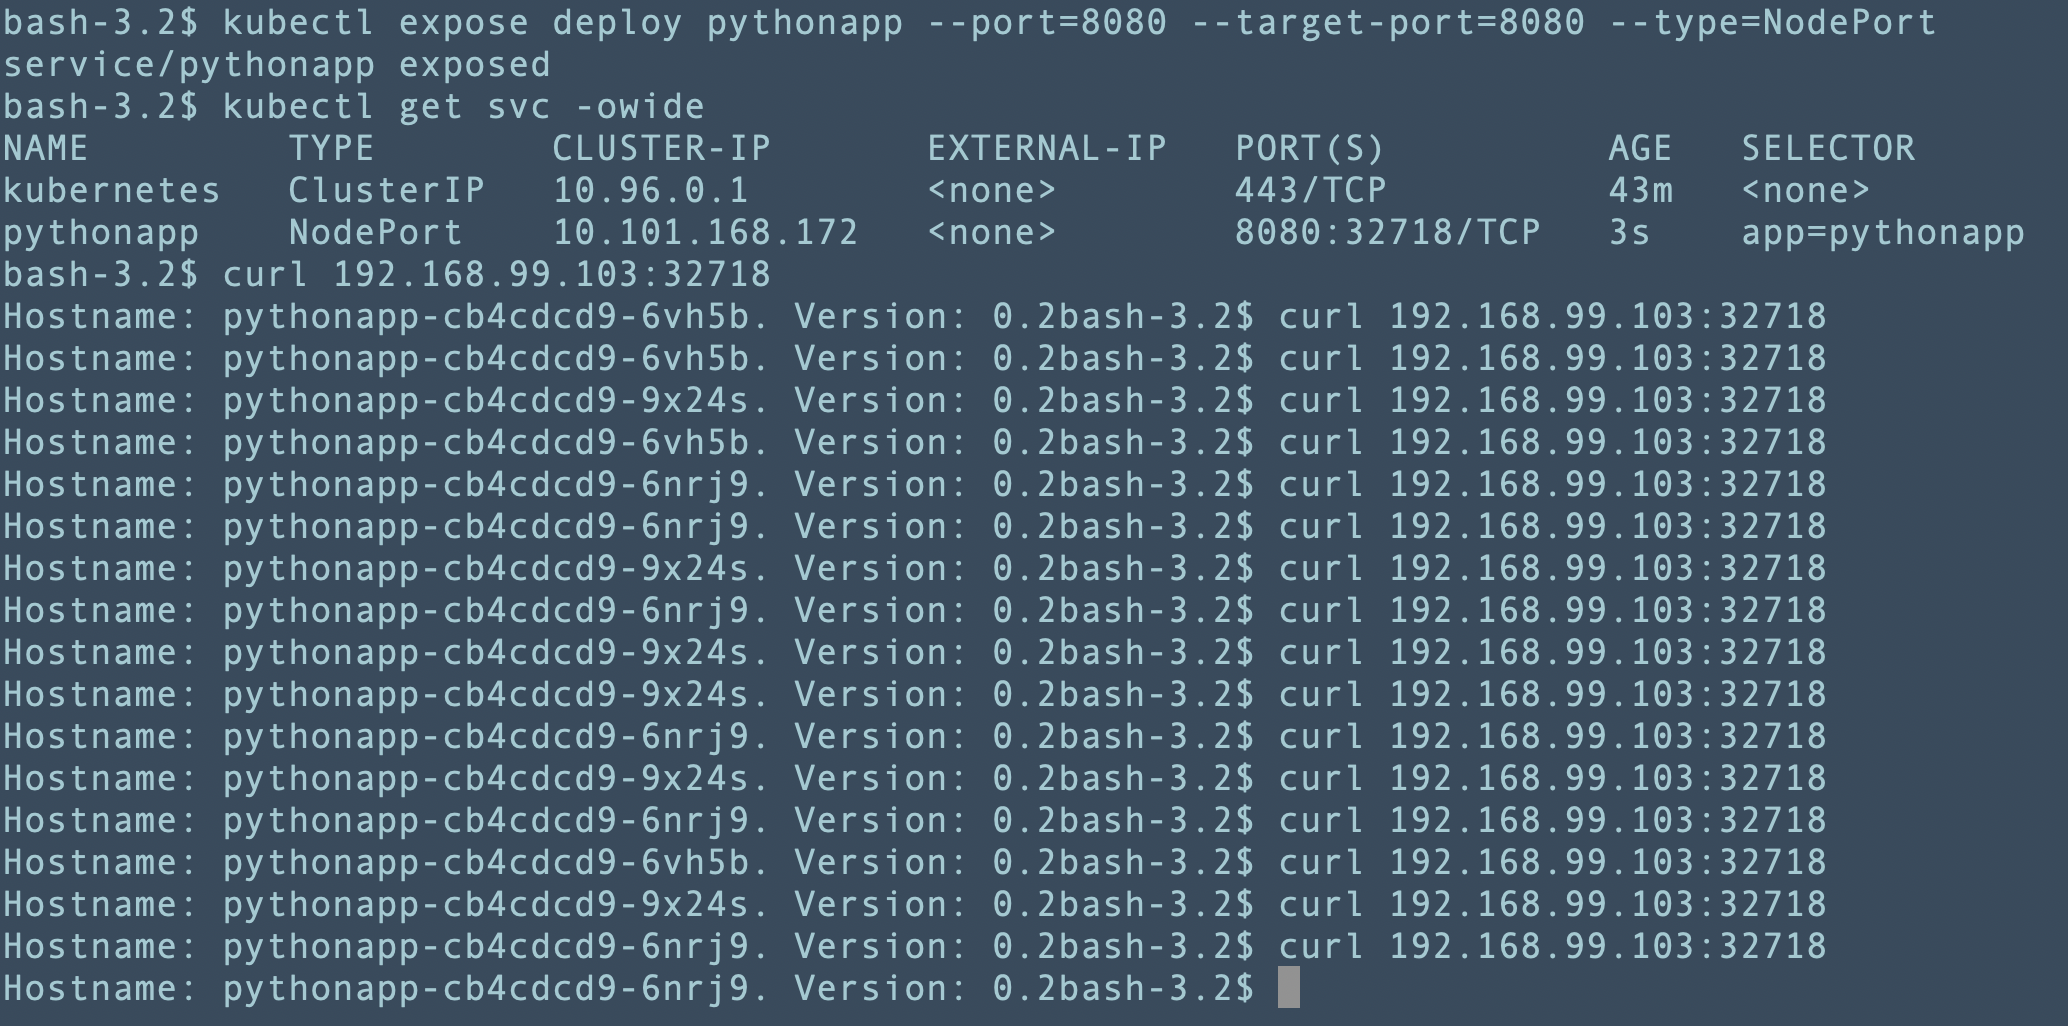 bash-3.2$ kubectl expose deploy pythonapp --port=8080 --target-port=8080 --type=NodePort
service/pythonapp exposed
bash-3.2$ kubectl get svc -owide
NAME         TYPE        CLUSTER-IP       EXTERNAL-IP   PORT(S)          AGE   SELECTOR
kubernetes   ClusterIP   10.96.0.1        <none>        443/TCP          43m   <none>
pythonapp    NodePort    10.101.168.172   <none>        8080:32718/TCP   3s    app=pythonapp
bash-3.2$ curl 192.168.99.103:32718
Hostname: pythonapp-cb4cdcd9-6vh5b. Version: 0.2bash-3.2$ curl 192.168.99.103:32718
Hostname: pythonapp-cb4cdcd9-6vh5b. Version: 0.2bash-3.2$ curl 192.168.99.103:32718
Hostname: pythonapp-cb4cdcd9-9x24s. Version: 0.2bash-3.2$ curl 192.168.99.103:32718
Hostname: pythonapp-cb4cdcd9-6vh5b. Version: 0.2bash-3.2$ curl 192.168.99.103:32718
Hostname: pythonapp-cb4cdcd9-6nrj9. Version: 0.2bash-3.2$ curl 192.168.99.103:32718
Hostname: pythonapp-cb4cdcd9-6nrj9. Version: 0.2bash-3.2$ curl 192.168.99.103:32718
Hostname: pythonapp-cb4cdcd9-9x24s. Version: 0.2bash-3.2$ curl 192.168.99.103:32718
Hostname: pythonapp-cb4cdcd9-6nrj9. Version: 0.2bash-3.2$ curl 192.168.99.103:32718
Hostname: pythonapp-cb4cdcd9-9x24s. Version: 0.2bash-3.2$ curl 192.168.99.103:32718
Hostname: pythonapp-cb4cdcd9-9x24s. Version: 0.2bash-3.2$ curl 192.168.99.103:32718
Hostname: pythonapp-cb4cdcd9-6nrj9. Version: 0.2bash-3.2$ curl 192.168.99.103:32718
Hostname: pythonapp-cb4cdcd9-9x24s. Version: 0.2bash-3.2$ curl 192.168.99.103:32718
Hostname: pythonapp-cb4cdcd9-6nrj9. Version: 0.2bash-3.2$ curl 192.168.99.103:32718
Hostname: pythonapp-cb4cdcd9-6vh5b. Version: 0.2bash-3.2$ curl 192.168.99.103:32718
Hostname: pythonapp-cb4cdcd9-9x24s. Version: 0.2bash-3.2$ curl 192.168.99.103:32718
Hostname: pythonapp-cb4cdcd9-6nrj9. Version: 0.2bash-3.2$ curl 192.168.99.103:32718
Hostname: pythonapp-cb4cdcd9-6nrj9. Version: 0.2bash-3.2$